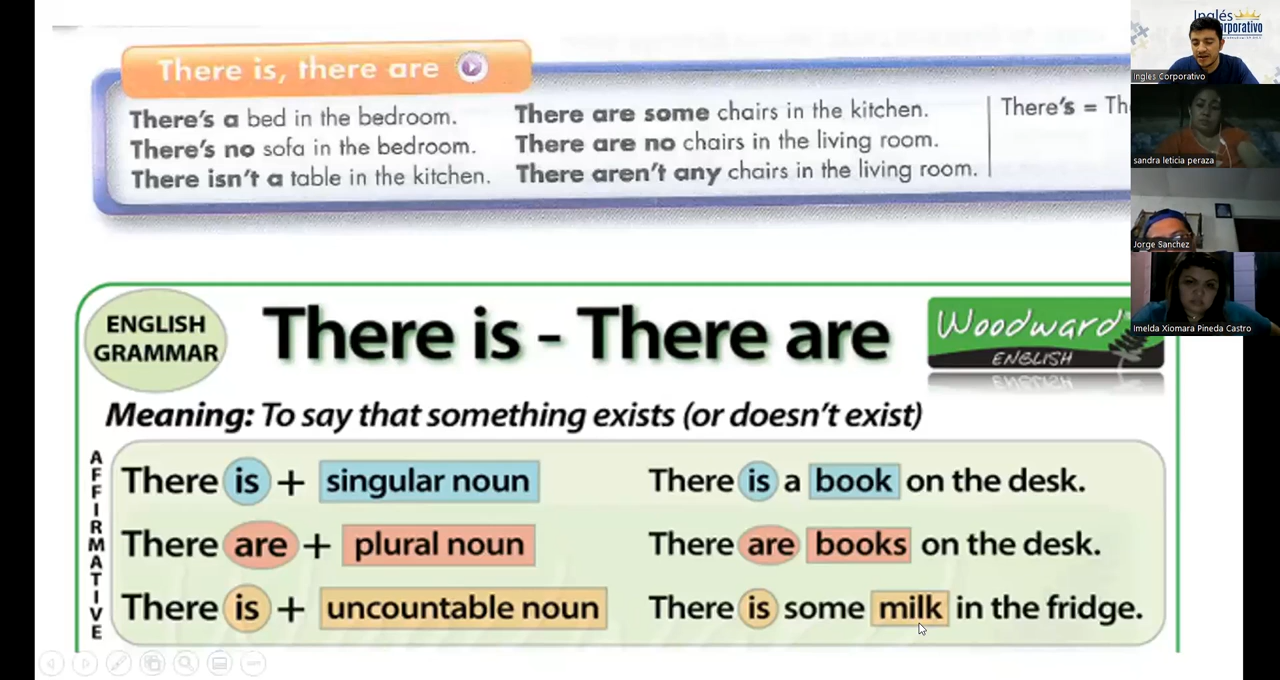 There is, there are
There's a bed in the bedroom.
There's no sofa in the bedroom.
There isn't a table in the kitchen.
There are some chairs in the kitchen.
There are no chairs in the living room.
There aren't any chairs in the living room.
There's = Th
ENGLISH
GRAMMAR
There is - There are
Woodward
ENGLISH
Meaning: To say that something exists (or doesn't exist)
AFFIRMATIVE
There is + singular noun
There is a book on the desk.
There are + plural noun
There are books on the desk.
There is + uncountable noun
There is some milk in the fridge.
Inglés
Corporativo
Ingles Corporativo
sandra leticia peraza
Jorge Sanchez
Imelda Xiomara Pineda Castro